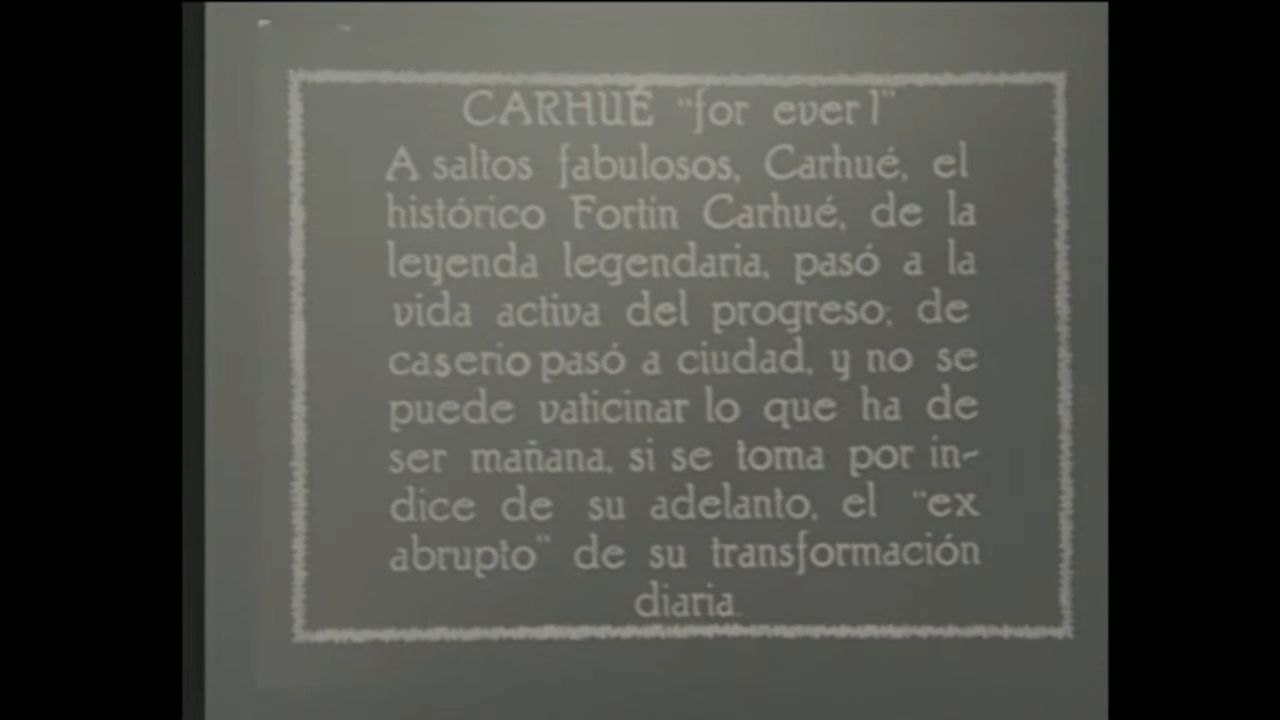 CARHUÉ “for ever!”
A saltos fabulosos, Carhué, el
histórico Fortin Carhué, de la
leyenda legendaria, pasó a la
vida activa del progreso; de
caserio pasó a ciudad, y no se
puede vaticinar lo que ha de
ser mañana, si se toma por in-
dice de su adelanto, el “ex
abrupto” de su transformación
diaria.